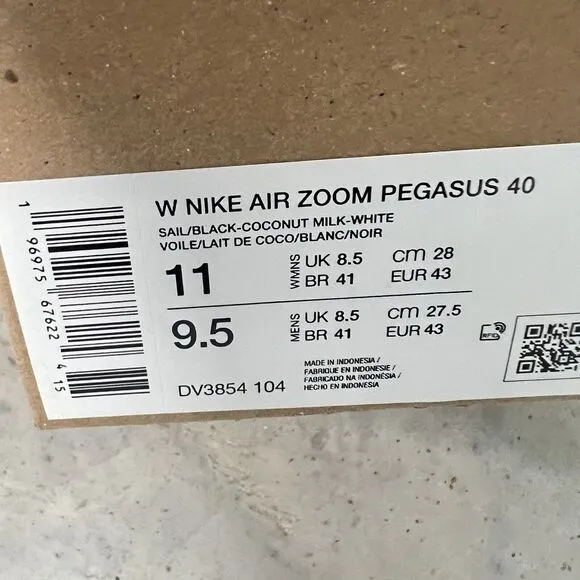 W NIKE AIR ZOOM PEGASUS 40
SAIL/BLACK-COCONUT MILK-WHITE
VOILE/LAIT DE COCO/BLANC/NOIR
11 WMNS UK 8.5 cm 28
BR 41 EUR 43
9.5 MENS UK 8.5 cm 27.5
BR 41 EUR 43
DV3854 104
MADE IN INDONESIA /
FABRIQUE EN INDONESIE /
FABRICADO NA INDONÉSIA /
HECHO EN INDONESIA
RFID
1 96975 67622 4 15